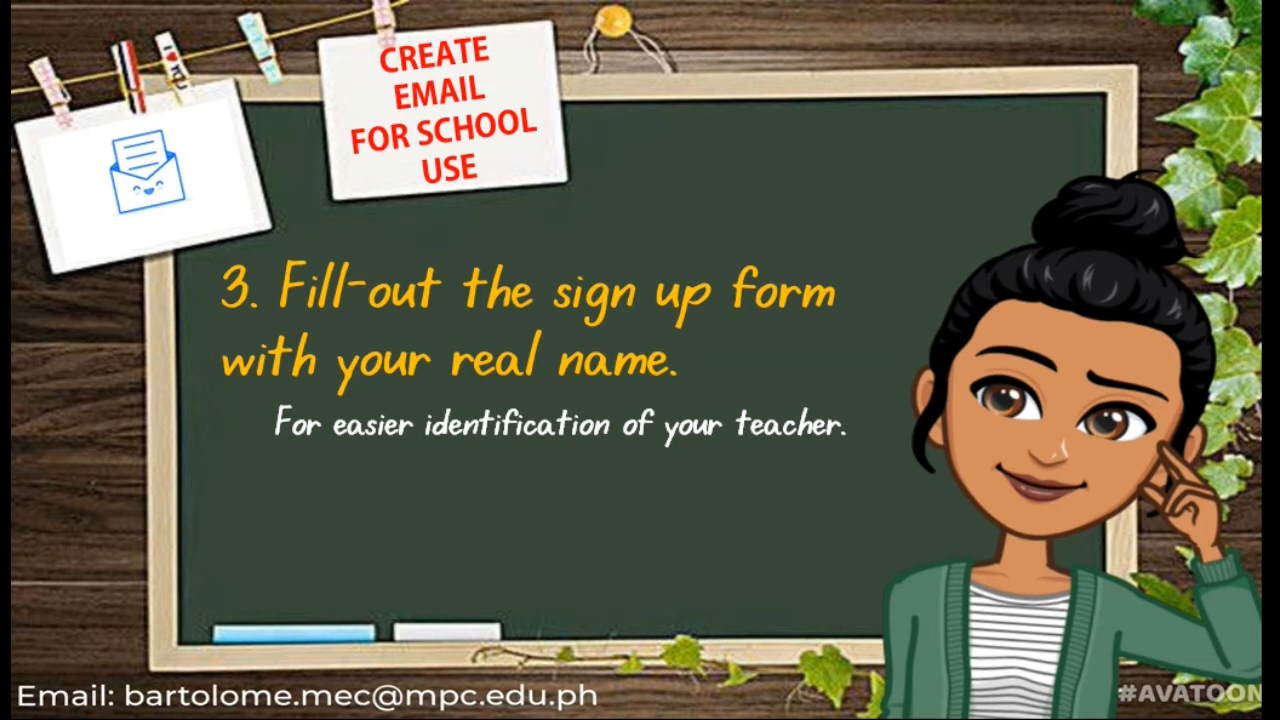 CREATE
EMAIL
FOR SCHOOL
USE
3. Fill-out the sign up form
with your real name.
For easier identification of your teacher.
Email: bartolome.mec@mpc.edu.ph
#AVATOON